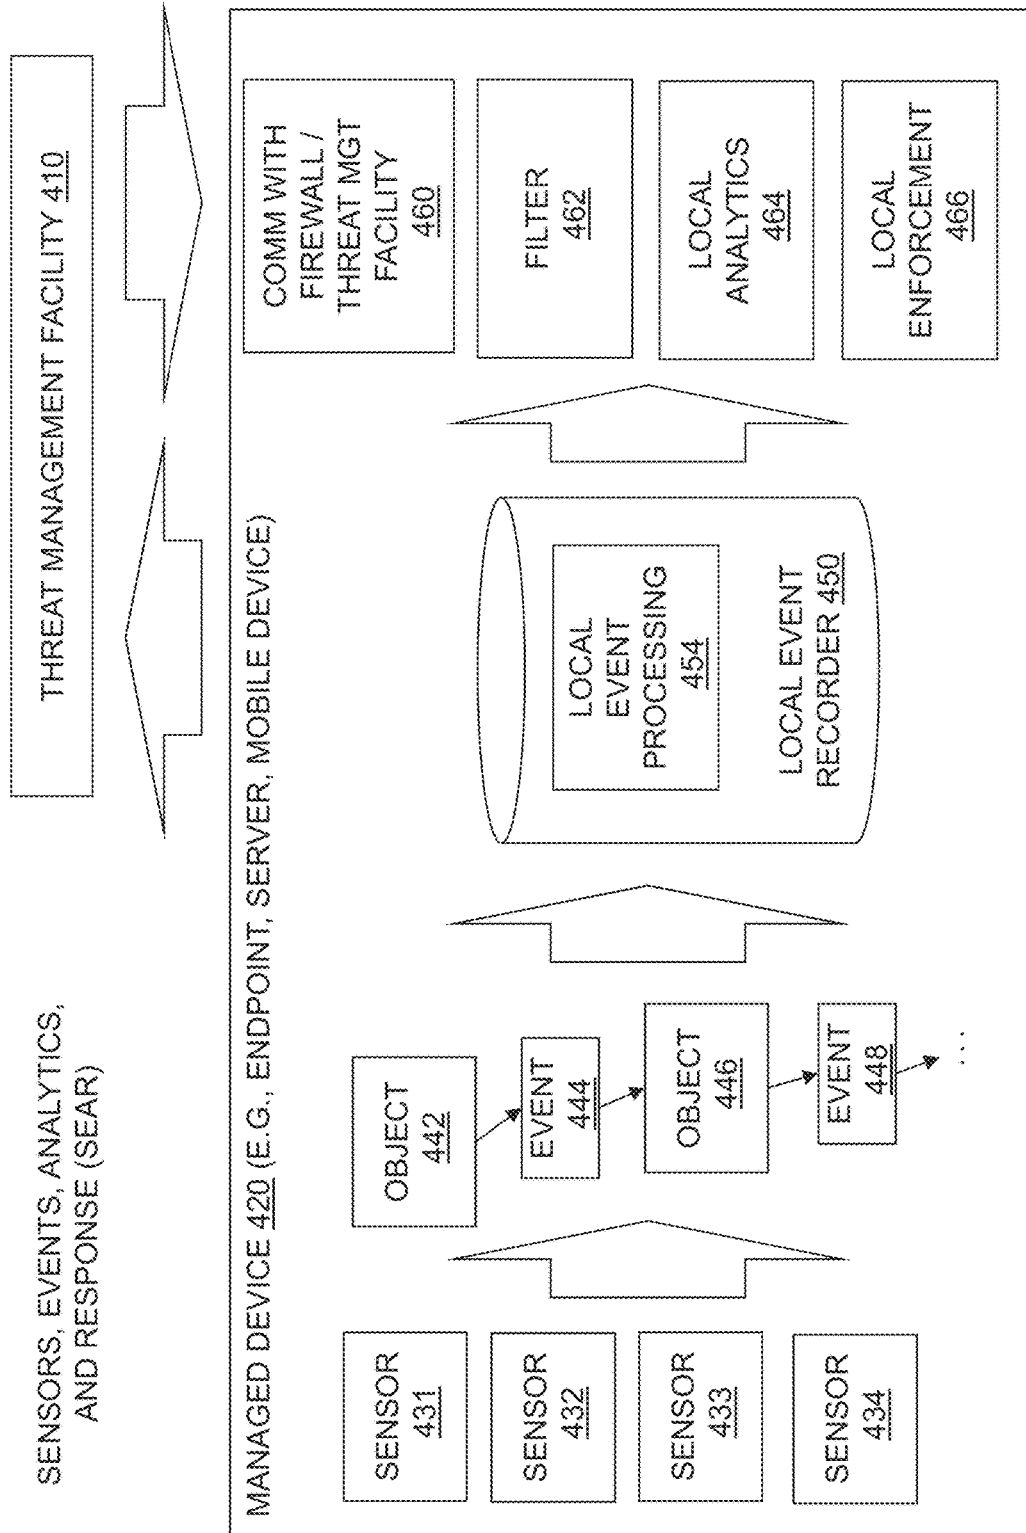 SENSORS, EVENTS, ANALYTICS,
AND RESPONSE (SEAR)
THREAT MANAGEMENT FACILITY 410
MANAGED DEVICE 420 (E.G., ENDPOINT, SERVER, MOBILE DEVICE)
SENSOR
431
SENSOR
432
SENSOR
433
SENSOR
434
OBJECT
442
EVENT
444
OBJECT
446
EVENT
448
...
LOCAL
EVENT
PROCESSING
454
LOCAL EVENT
RECORDER 450
COMM WITH
FIREWALL /
THREAT MGT
FACILITY
460
FILTER
462
LOCAL
ANALYTICS
464
LOCAL
ENFORCEMENT
466